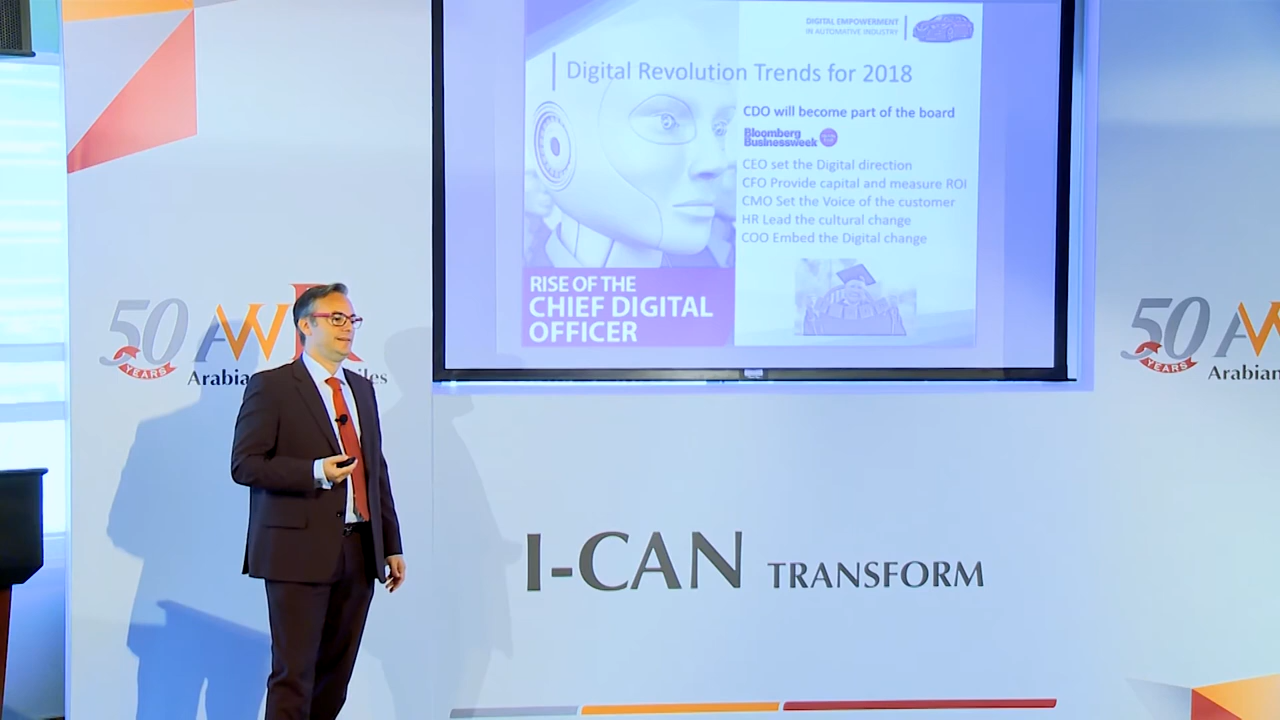 DIGITAL EMPOWERMENT
IN AUTOMOTIVE INDUSTRY
Digital Revolution Trends for 2018
CDO will become part of the board
Bloomberg
Businessweek
CEO set the Digital direction
CFO Provide capital and measure ROI
CMO Set the Voice of the customer
HR Lead the cultural change
COO Embed the Digital change
RISE OF THE
CHIEF DIGITAL
OFFICER
50 AW
YEARS
50 AW
YEARS
Arabian
I-CAN TRANSFORM